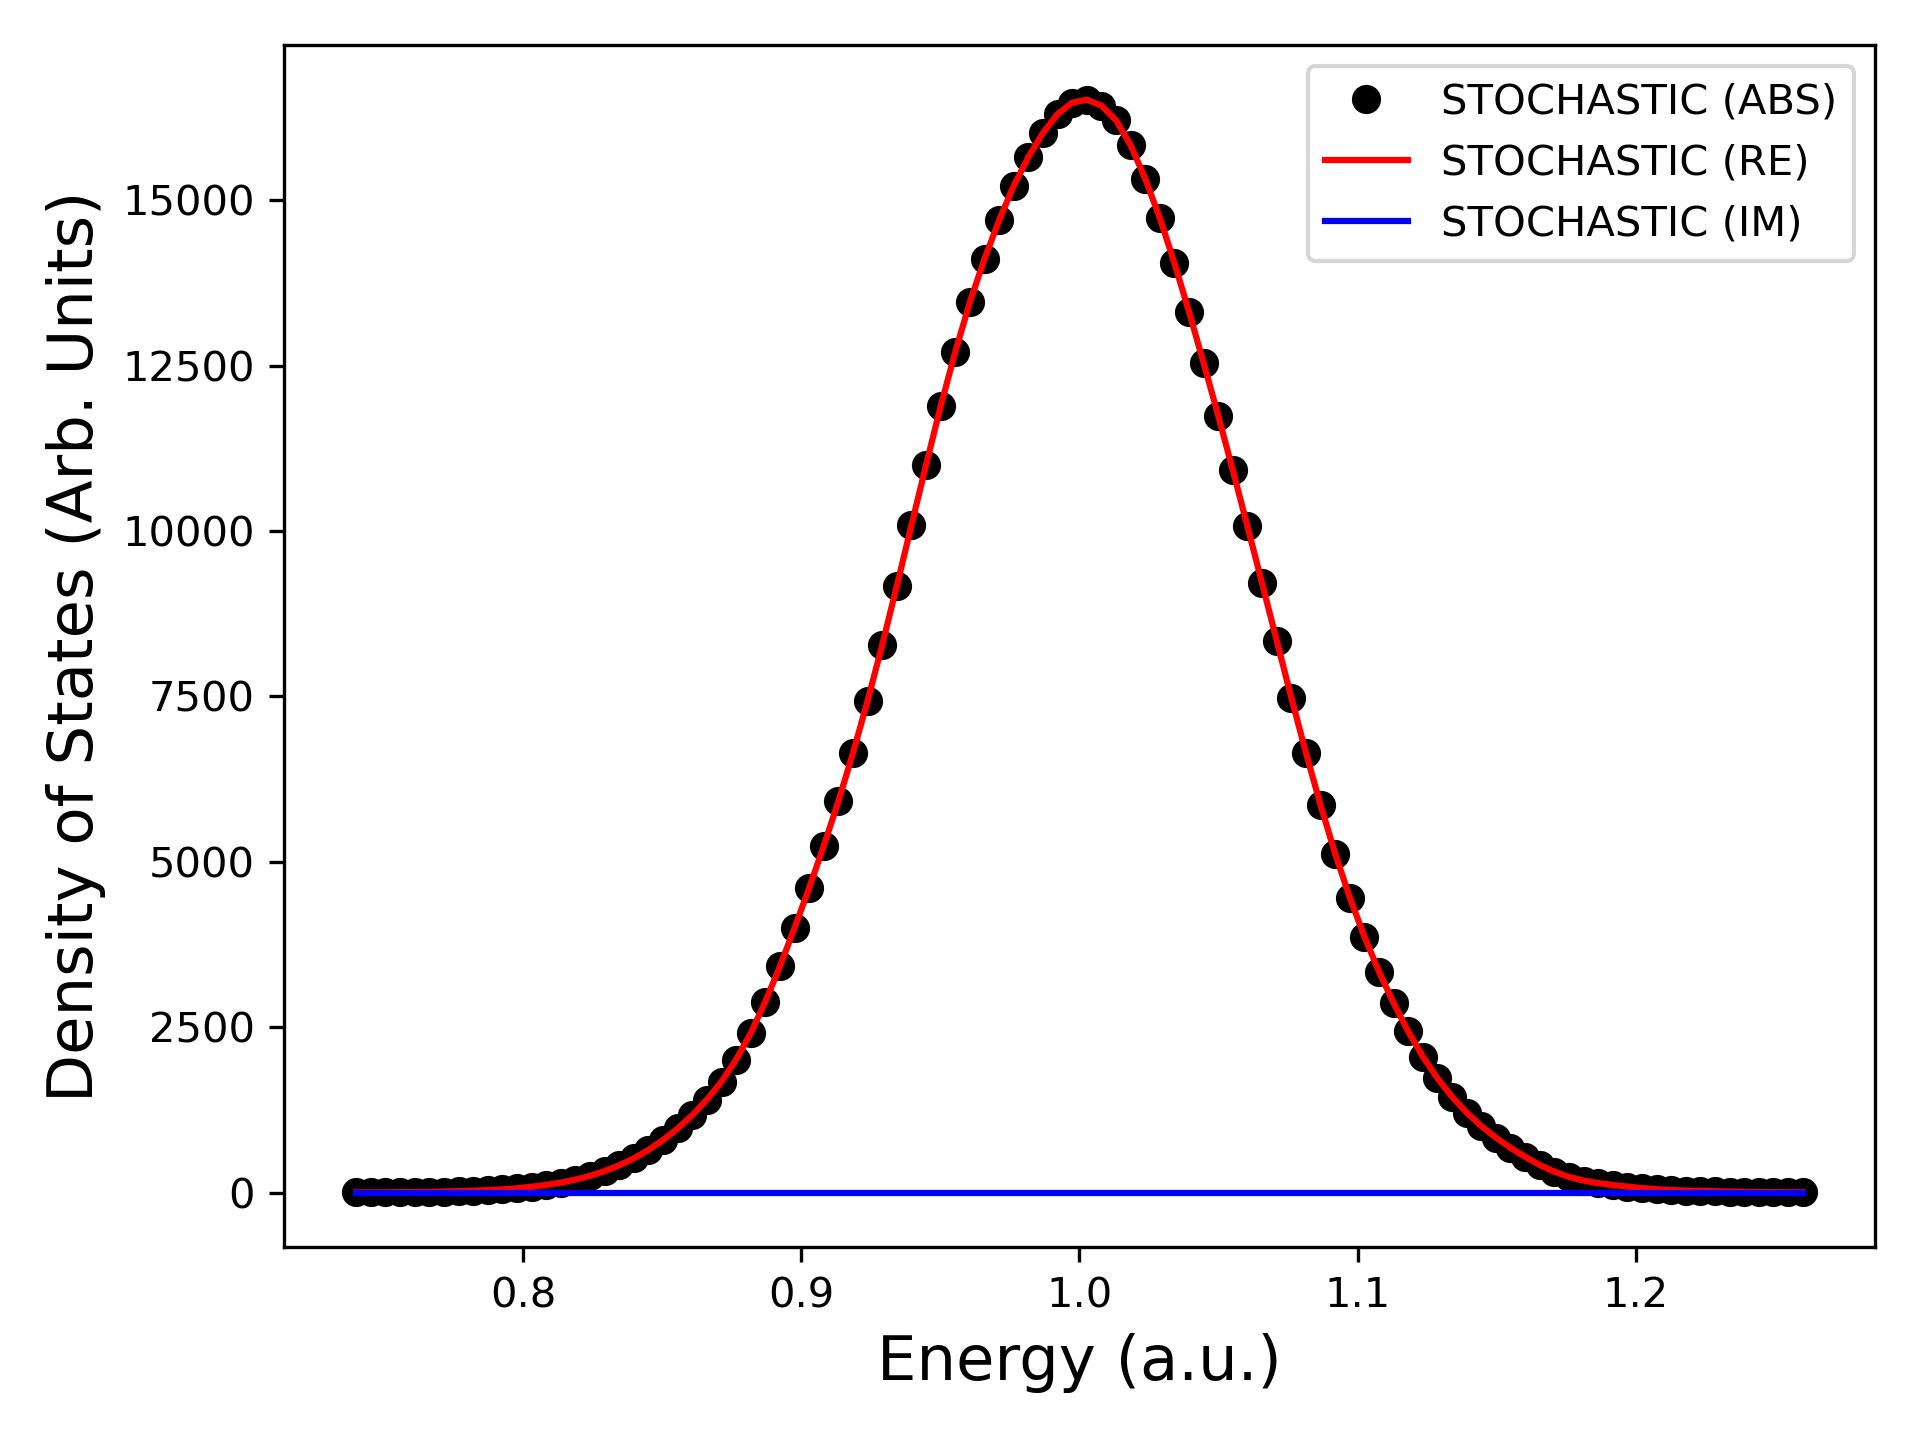 STOCHASTIC (ABS)
STOCHASTIC (RE)
STOCHASTIC (IM)
Density of States (Arb. Units)
15000
12500
10000
7500
5000
2500
0
0.8 0.9 1.0 1.1 1.2
Energy (a.u.)